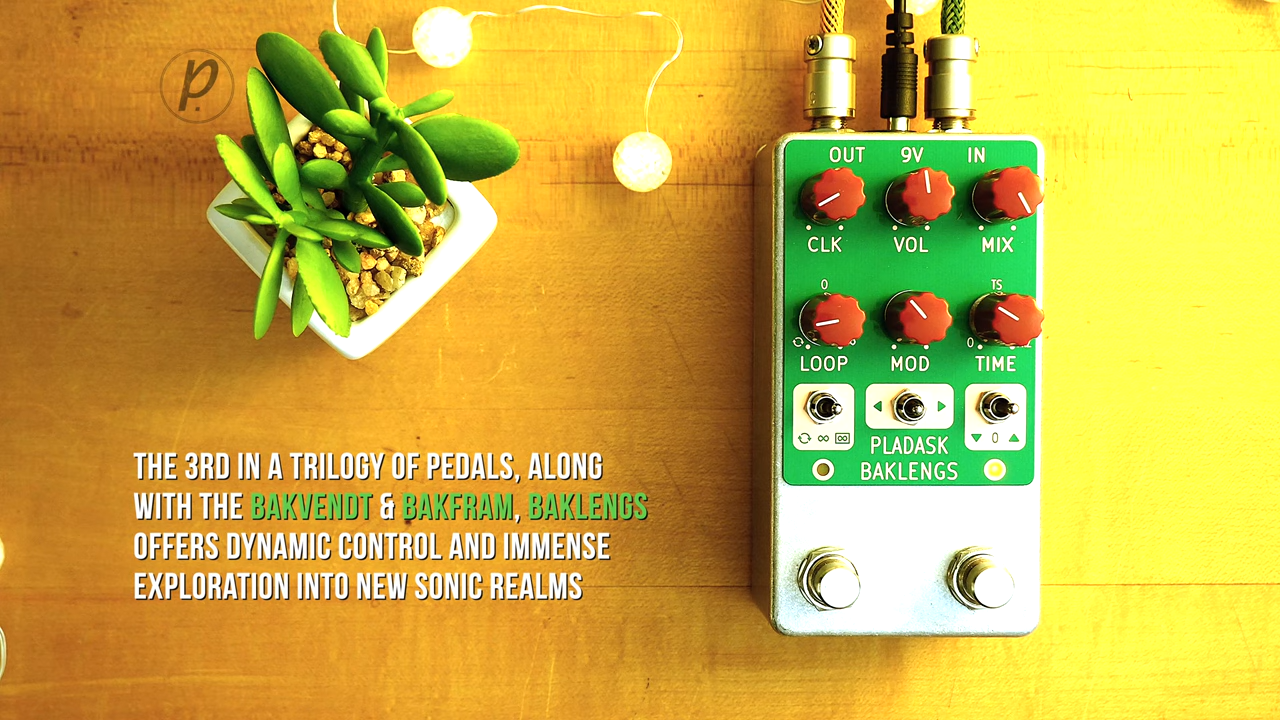 p.
OUT 9V IN
CLK VOL MIX
0 TS
0
LOOP MOD TIME
0
PLADASK
BAKLENGS
THE 3RD IN A TRILOGY OF PEDALS, ALONG
WITH THE BAKVENDT & BAKFRAM, BAKLENGS
OFFERS DYNAMIC CONTROL AND IMMENSE
EXPLORATION INTO NEW SONIC REALMS